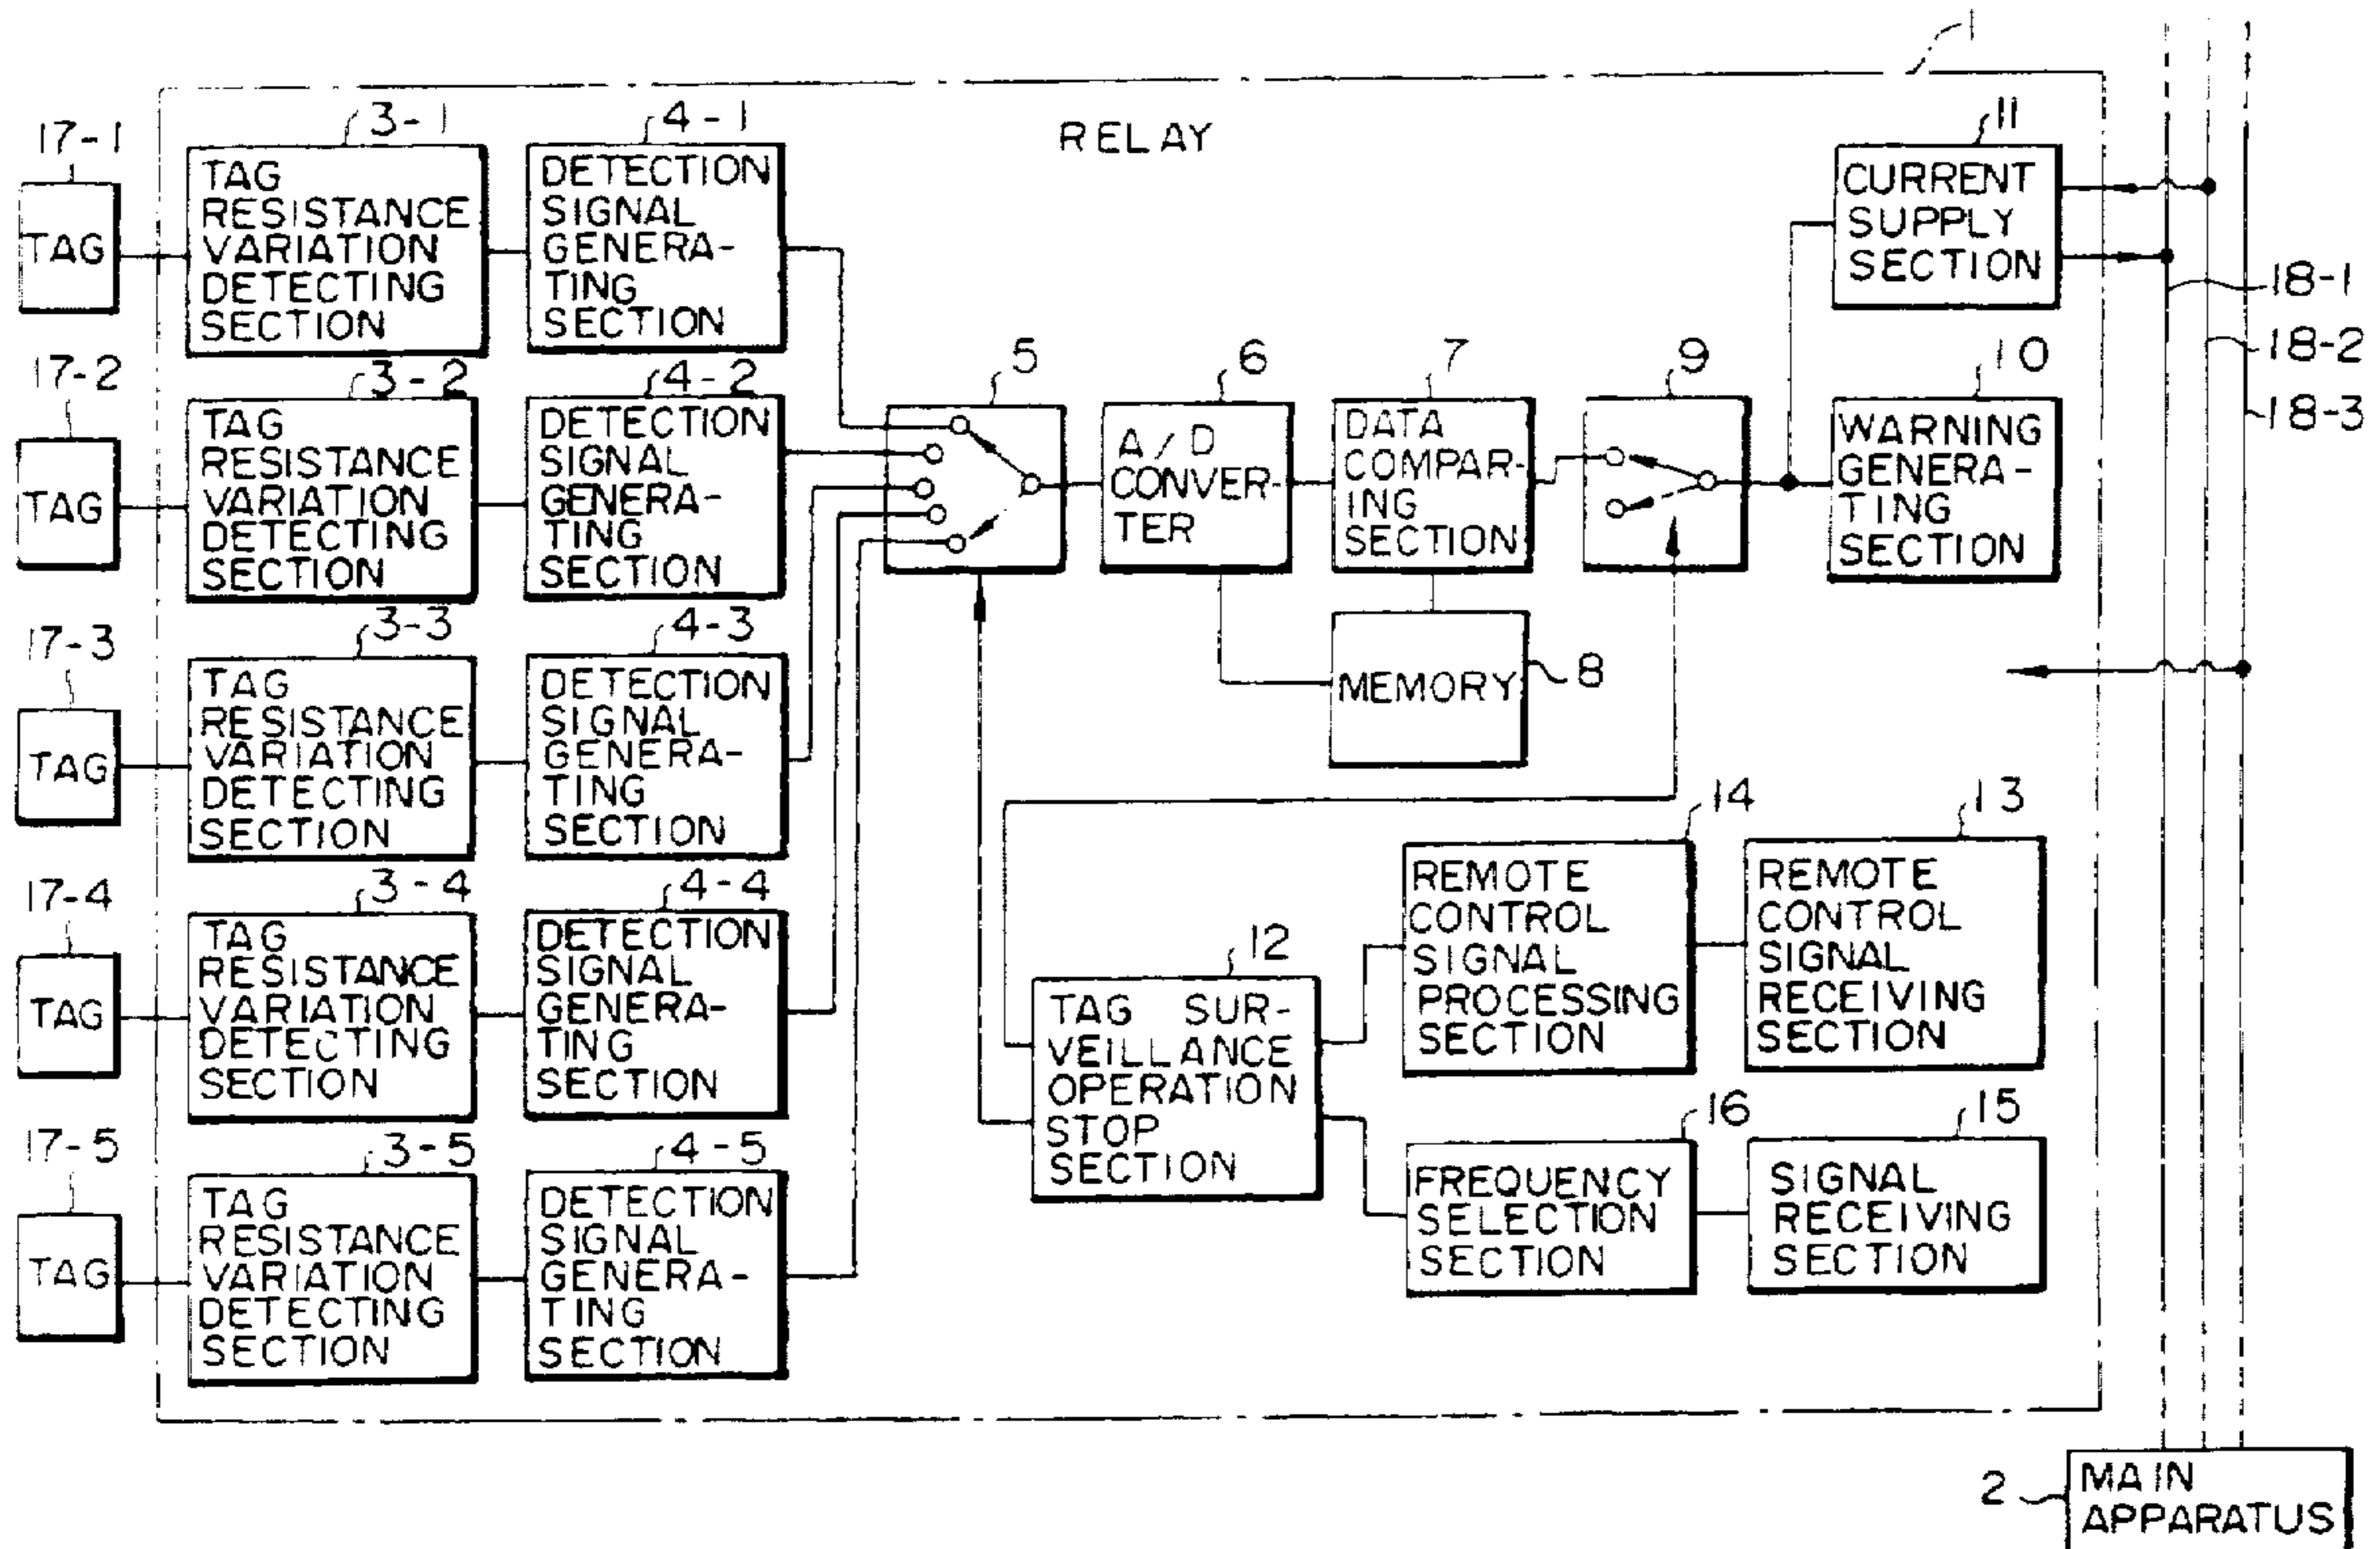 1
RELAY
17-1
TAG
3-1
TAG
RESISTANCE
VARIATION
DETECTING
SECTION
4-1
DETECTION
SIGNAL
GENERA-
TING
SECTION
11
CURRENT
SUPPLY
SECTION
18-1
18-2
18-3
17-2
TAG
3-2
TAG
RESISTANCE
VARIATION
DETECTING
SECTION
4-2
DETECTION
SIGNAL
GENERA-
TING
SECTION
5
6
A/D
CONVER-
TER
7
DATA
COMPAR-
ING
SECTION
9
10
WARNING
GENERA-
TING
SECTION
MEMORY
8
17-3
TAG
3-3
TAG
RESISTANCE
VARIATION
DETECTING
SECTION
4-3
DETECTION
SIGNAL
GENERA-
TING
SECTION
17-4
TAG
3-4
TAG
RESISTANCE
VARIATION
DETECTING
SECTION
4-4
DETECTION
SIGNAL
GENERA-
TING
SECTION
12
TAG SUR-
VEILLANCE
OPERATION
STOP
SECTION
14
REMOTE
CONTROL
SIGNAL
PROCESSING
SECTION
13
REMOTE
CONTROL
SIGNAL
RECEIVING
SECTION
17-5
TAG
3-5
TAG
RESISTANCE
VARIATION
DETECTING
SECTION
4-5
DETECTION
SIGNAL
GENERA-
TING
SECTION
16
FREQUENCY
SELECTION
SECTION
15
SIGNAL
RECEIVING
SECTION
2
MAIN
APPARATUS